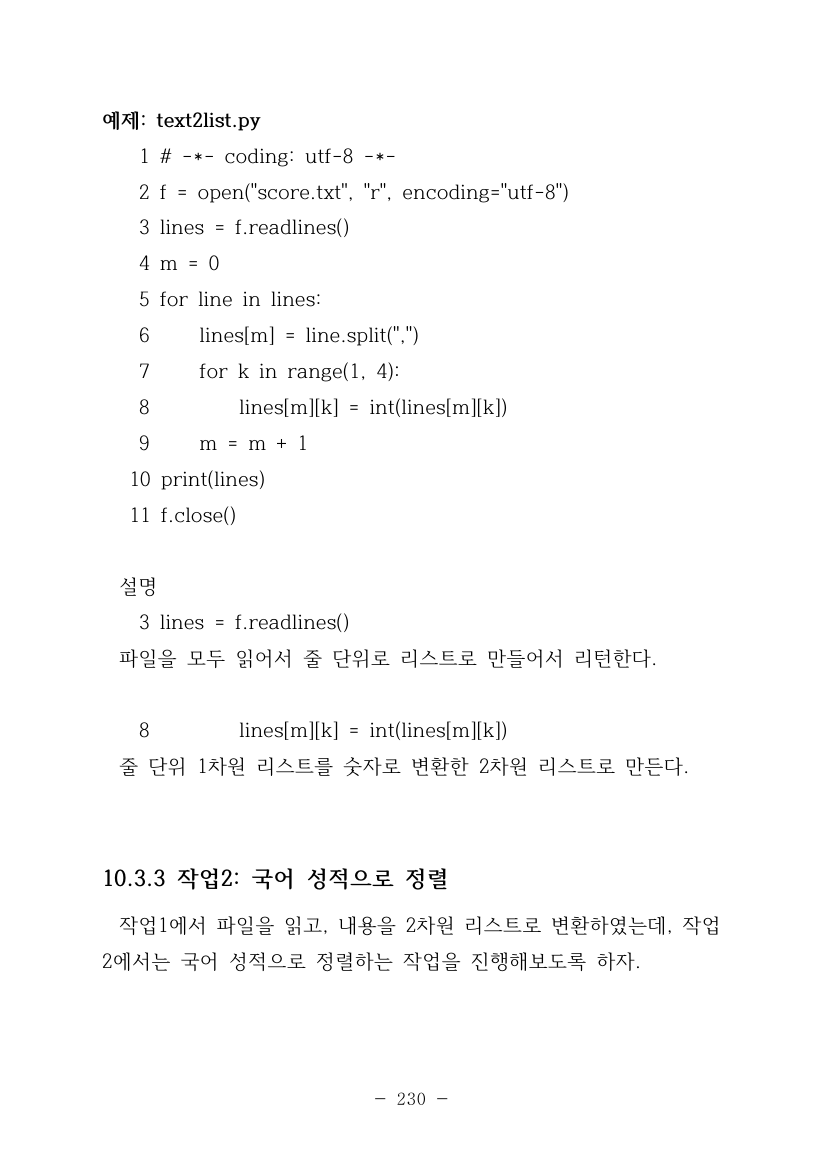 예제: text2list.py
1 # -*- coding: utf-8 -*-
2 f = open("score.txt", "r", encoding="utf-8")
3 lines = f.readlines()
4 m = 0
5 for line in lines:
6     lines[m] = line.split(",")
7     for k in range(1, 4):
8         lines[m][k] = int(lines[m][k])
9     m = m + 1
10 print(lines)
11 f.close()
설명
3 lines = f.readlines()
파일을 모두 읽어서 줄 단위로 리스트로 만들어서 리턴한다.
8         lines[m][k] = int(lines[m][k])
줄 단위 1차원 리스트를 숫자로 변환한 2차원 리스트로 만든다.
10.3.3 작업2: 국어 성적으로 정렬
작업1에서 파일을 읽고, 내용을 2차원 리스트로 변환하였는데, 작업
2에서는 국어 성적으로 정렬하는 작업을 진행해보도록 하자.
- 230 -